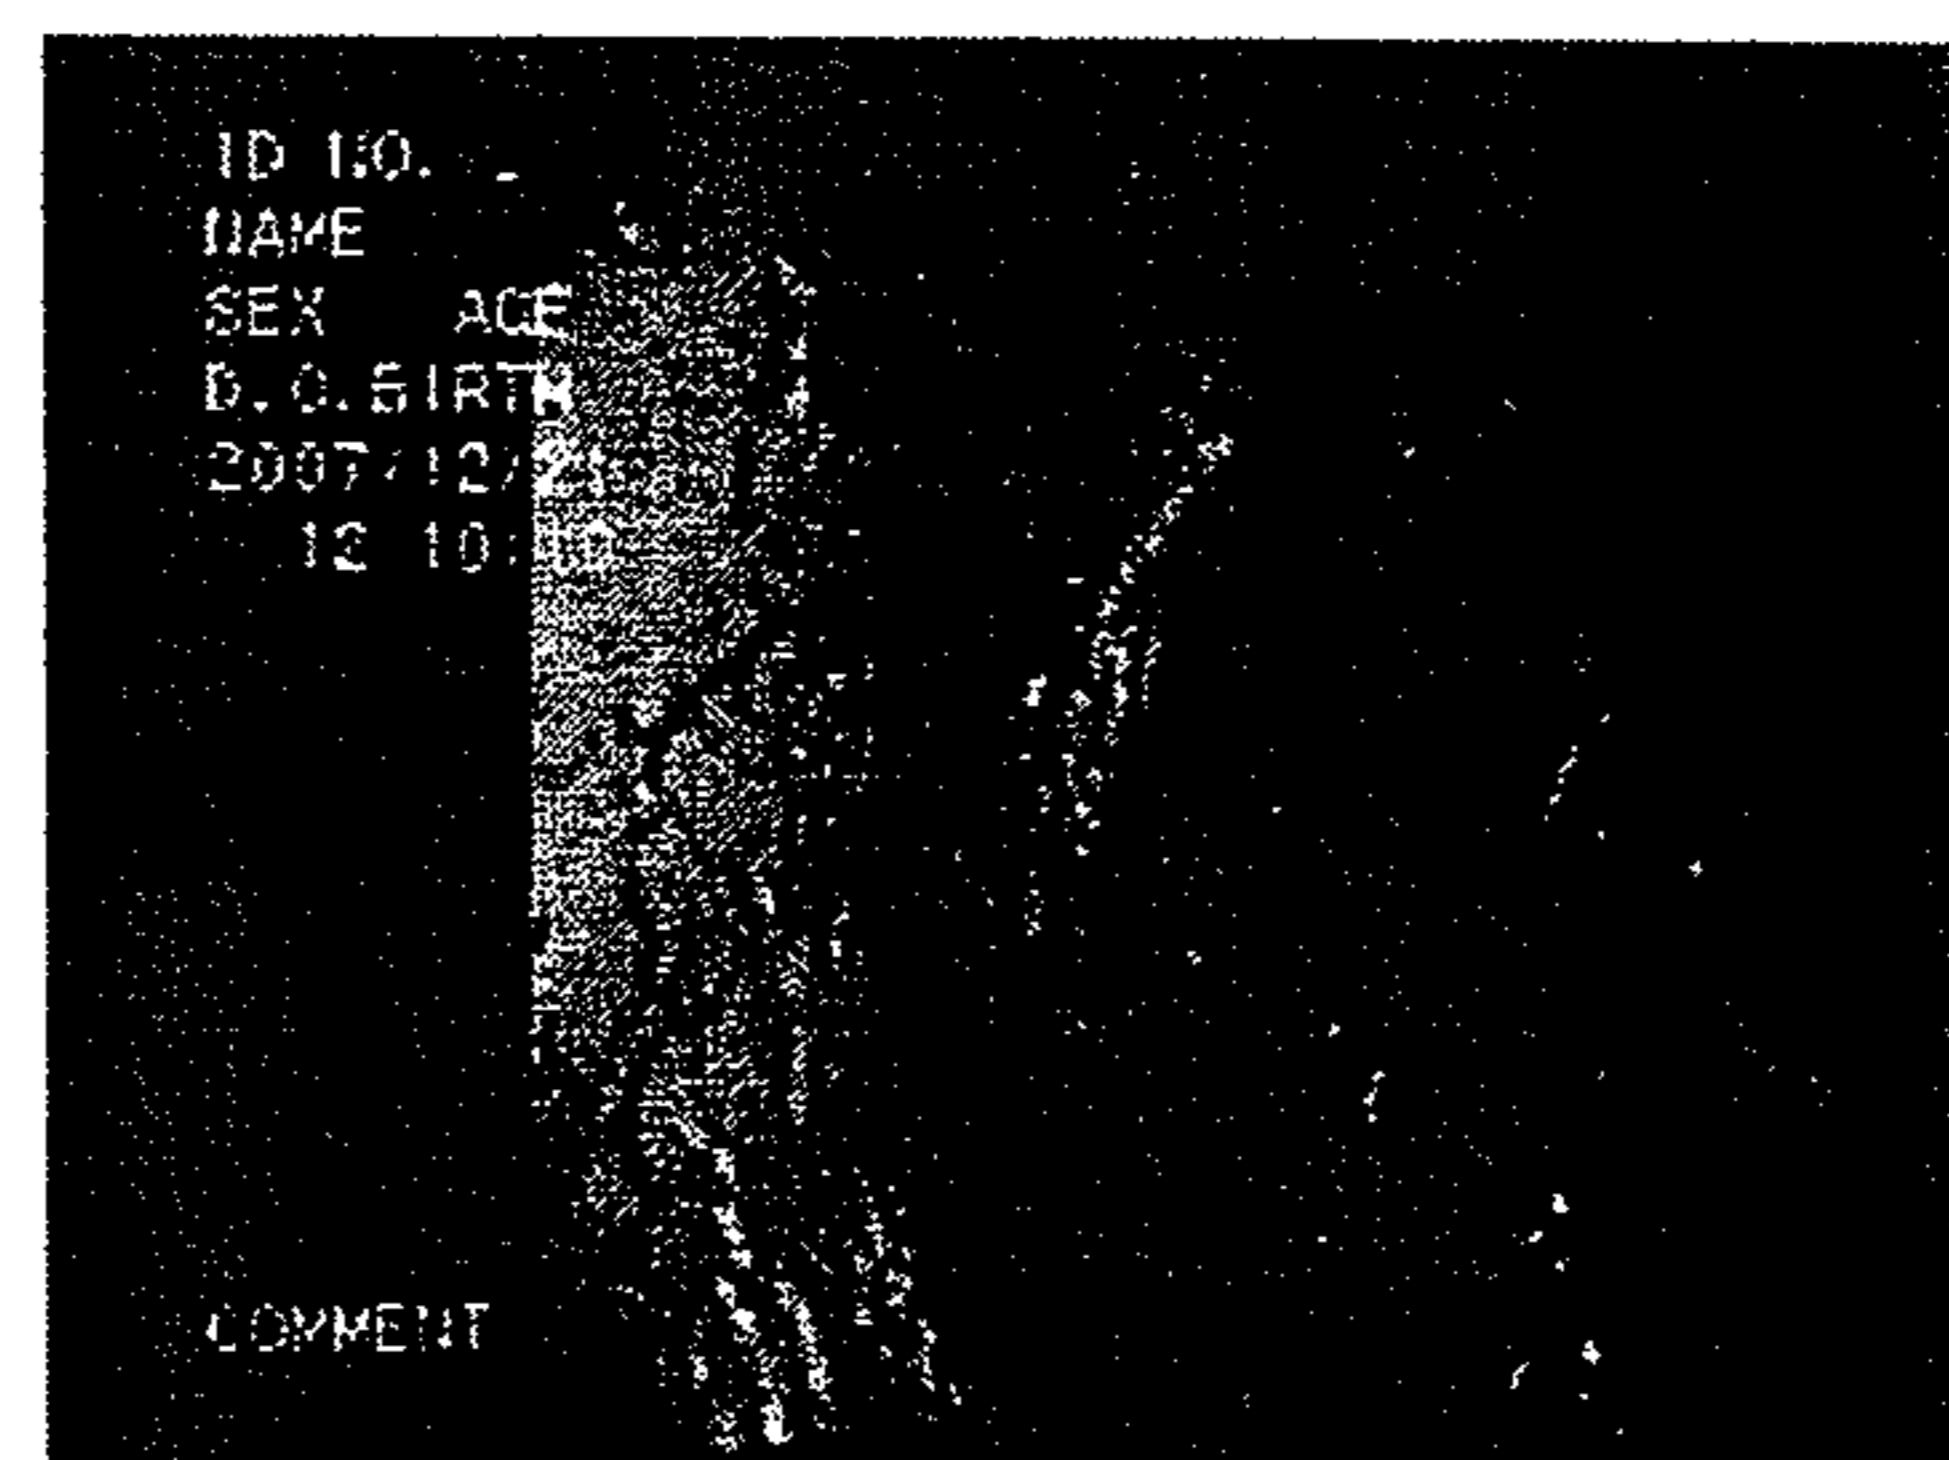 ID NO. _
NAME
SEX AGE
D.O.BIRTH
2007/12/
12 10:
COMMENT